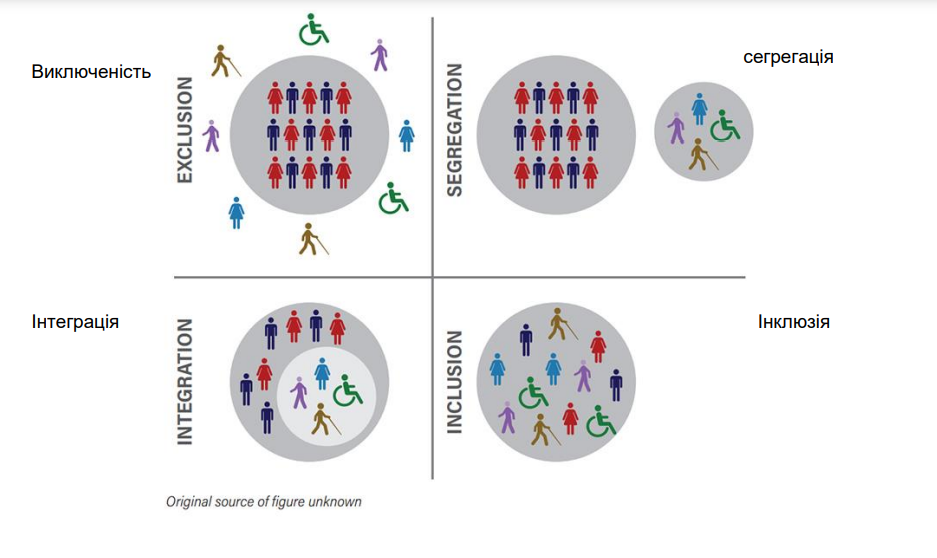 Виключеність
EXCLUSION
SEGREGATION
сегрегація
Інтеграція
INTEGRATION
INCLUSION
Інклюзія
Original source of figure unknown